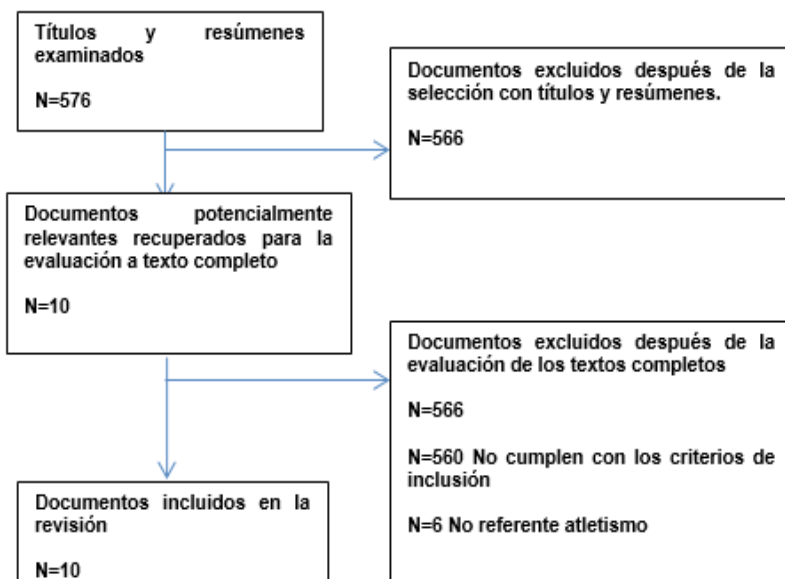 Títulos y resúmenes
examinados
N=576
Documentos excluidos después de la
selección con títulos y resúmenes.
N=566
Documentos potencialmente
relevantes recuperados para la
evaluación a texto completo
N=10
Documentos excluidos después de la
evaluación de los textos completos
N=566
N=560 No cumplen con los criterios de
inclusión
N=6 No referente atletismo
Documentos incluidos en la
revisión
N=10